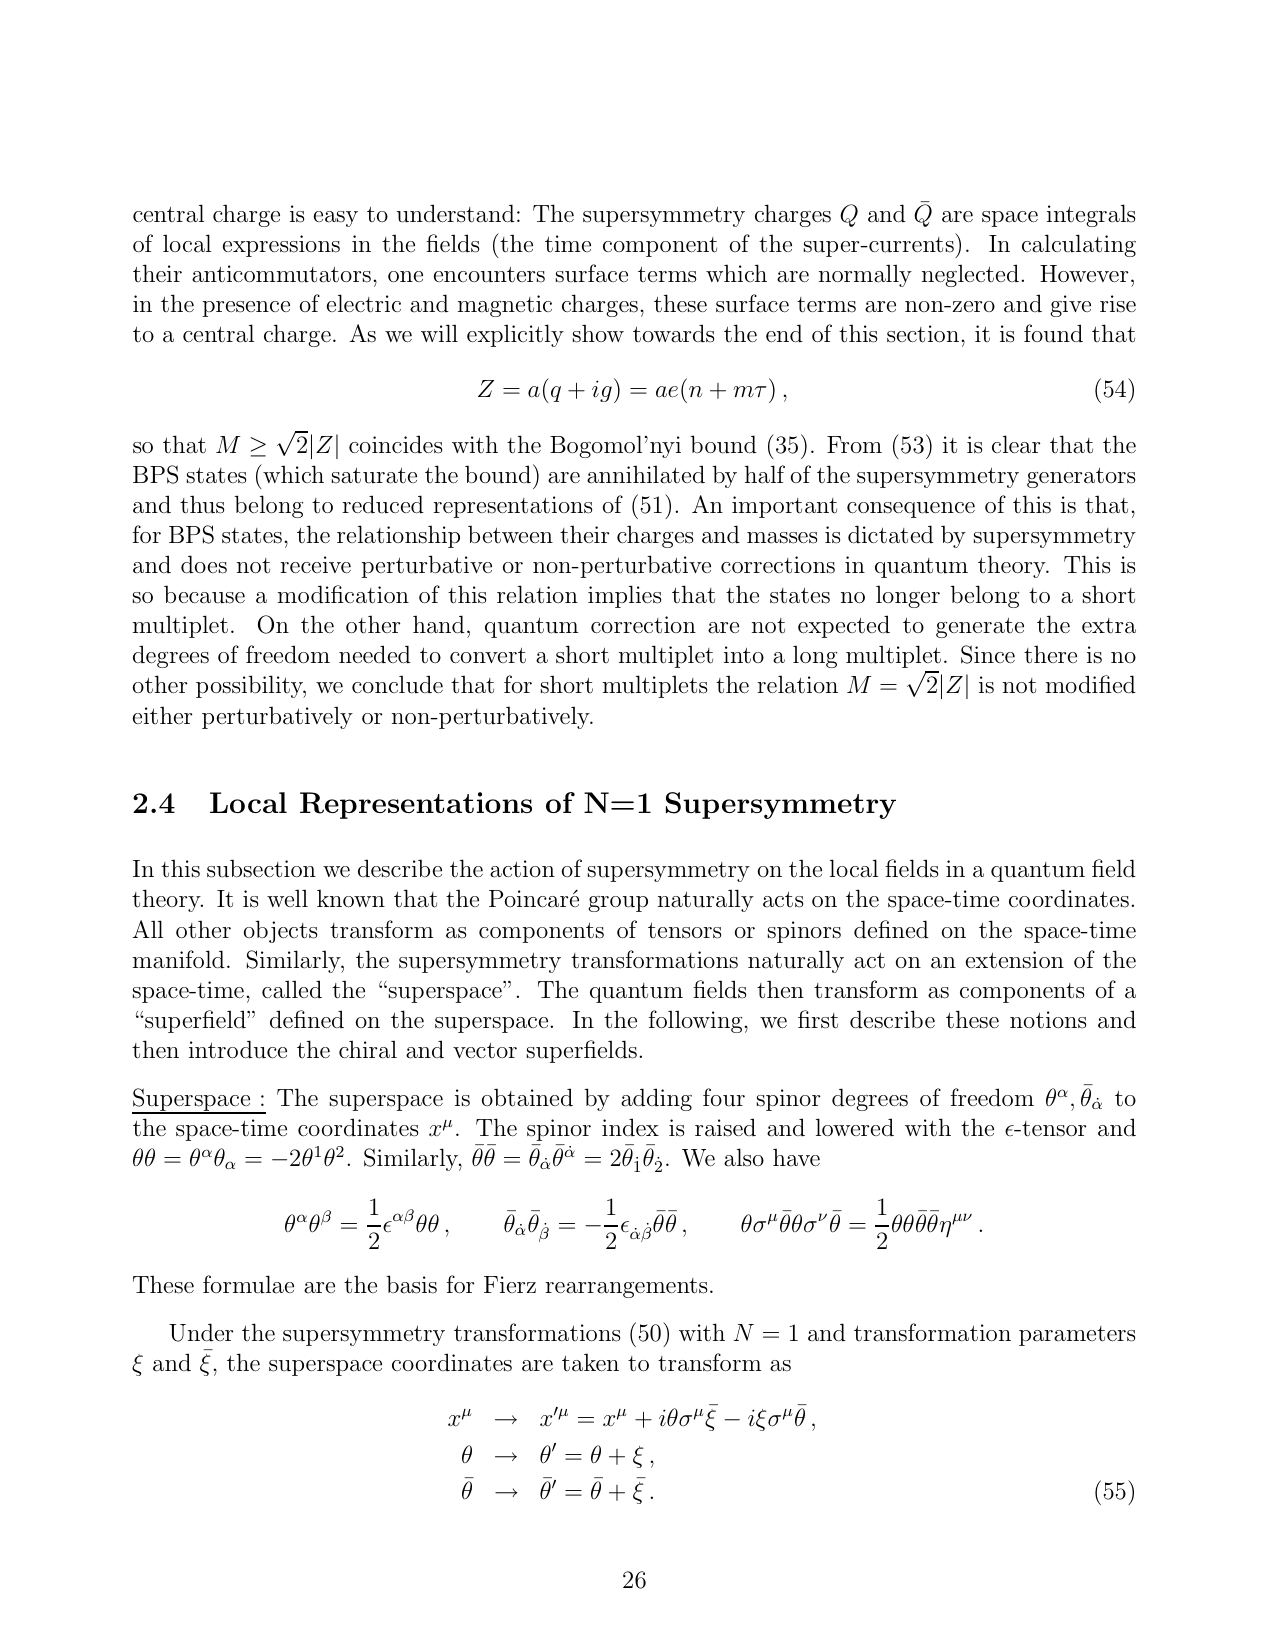 central charge is easy to understand: The supersymmetry charges Q and Q̄ are space integrals
of local expressions in the fields (the time component of the super-currents). In calculating
their anticommutators, one encounters surface terms which are normally neglected. However,
in the presence of electric and magnetic charges, these surface terms are non-zero and give rise
to a central charge. As we will explicitly show towards the end of this section, it is found that
Z = a(q + ig) = ae(n + mτ) , (54)
so that M ≥ √2|Z| coincides with the Bogomol'nyi bound (35). From (53) it is clear that the
BPS states (which saturate the bound) are annihilated by half of the supersymmetry generators
and thus belong to reduced representations of (51). An important consequence of this is that,
for BPS states, the relationship between their charges and masses is dictated by supersymmetry
and does not receive perturbative or non-perturbative corrections in quantum theory. This is
so because a modification of this relation implies that the states no longer belong to a short
multiplet. On the other hand, quantum correction are not expected to generate the extra
degrees of freedom needed to convert a short multiplet into a long multiplet. Since there is no
other possibility, we conclude that for short multiplets the relation M = √2|Z| is not modified
either perturbatively or non-perturbatively.
2.4 Local Representations of N=1 Supersymmetry
In this subsection we describe the action of supersymmetry on the local fields in a quantum field
theory. It is well known that the Poincaré group naturally acts on the space-time coordinates.
All other objects transform as components of tensors or spinors defined on the space-time
manifold. Similarly, the supersymmetry transformations naturally act on an extension of the
space-time, called the “superspace”. The quantum fields then transform as components of a
“superfield” defined on the superspace. In the following, we first describe these notions and
then introduce the chiral and vector superfields.
Superspace : The superspace is obtained by adding four spinor degrees of freedom θ^α, θ̄_α̇ to
the space-time coordinates x^μ. The spinor index is raised and lowered with the ϵ-tensor and
θθ = θ^αθ_α = −2θ^1θ^2. Similarly, θ̄θ̄ = θ̄_α̇θ̄^α̇ = 2θ̄_1̇θ̄_2̇. We also have
θ^αθ^β = 1/2 ϵ^{αβ}θθ , θ̄_α̇θ̄_β̇ = −1/2 ϵ_{α̇β̇}θ̄θ̄ , θσ^μθ̄θσ^νθ̄ = 1/2 θθθ̄θ̄η^{μν} .
These formulae are the basis for Fierz rearrangements.
Under the supersymmetry transformations (50) with N = 1 and transformation parameters
ξ and ξ̄, the superspace coordinates are taken to transform as
x^μ → x′^μ = x^μ + iθσ^μξ̄ − iξσ^μθ̄ ,
θ → θ′ = θ + ξ ,
θ̄ → θ̄′ = θ̄ + ξ̄ . (55)
26